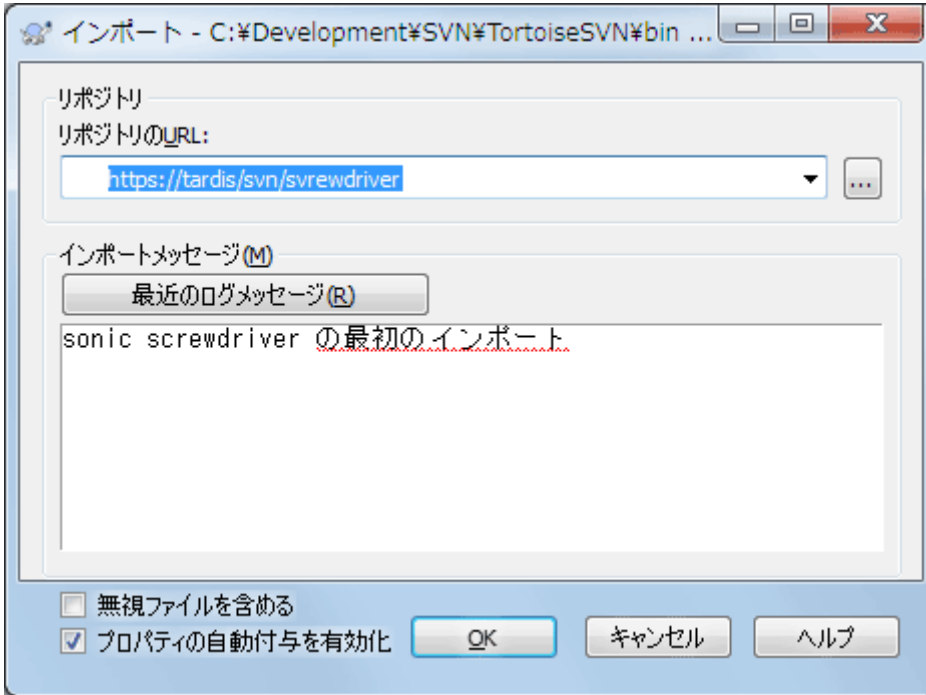 インポート - C:¥Development¥SVN¥TortoiseSVN¥bin ...
リポジトリ
リポジトリのURL:
https://tardis/svn/svrewdriver
...
インポートメッセージ(M)
最近のログメッセージ(R)
sonic screwdriver の最初のインポート
無視ファイルを含める
プロパティの自動付与を有効化
OK
キャンセル
ヘルプ